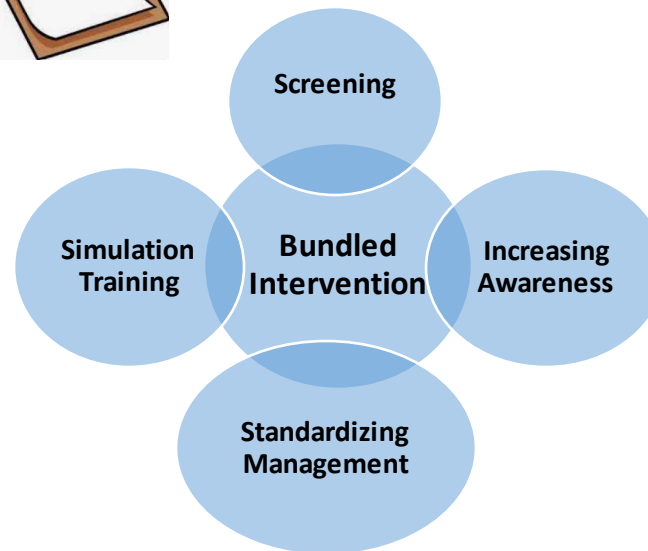 Screening
Simulation
Training
Bundled
Intervention
Increasing
Awareness
Standardizing
Management